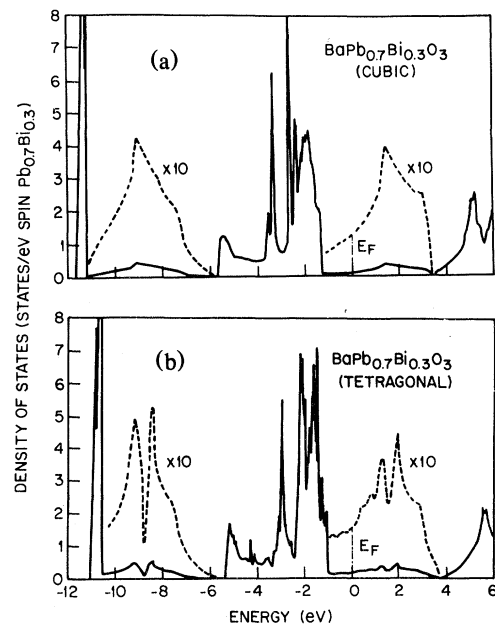 DENSITY OF STATES (STATES/eV SPIN Pb0.7Bi0.3)
8
7
6
5
4
3
2
1
0
(a)
BaPb0.7Bi0.3O3
(CUBIC)
x10
x10
EF
8
7
6
5
4
3
2
1
0
(b)
BaPb0.7Bi0.3O3
(TETRAGONAL)
x10
x10
EF
-12 -10 -8 -6 -4 -2 0 2 4 6
ENERGY (eV)